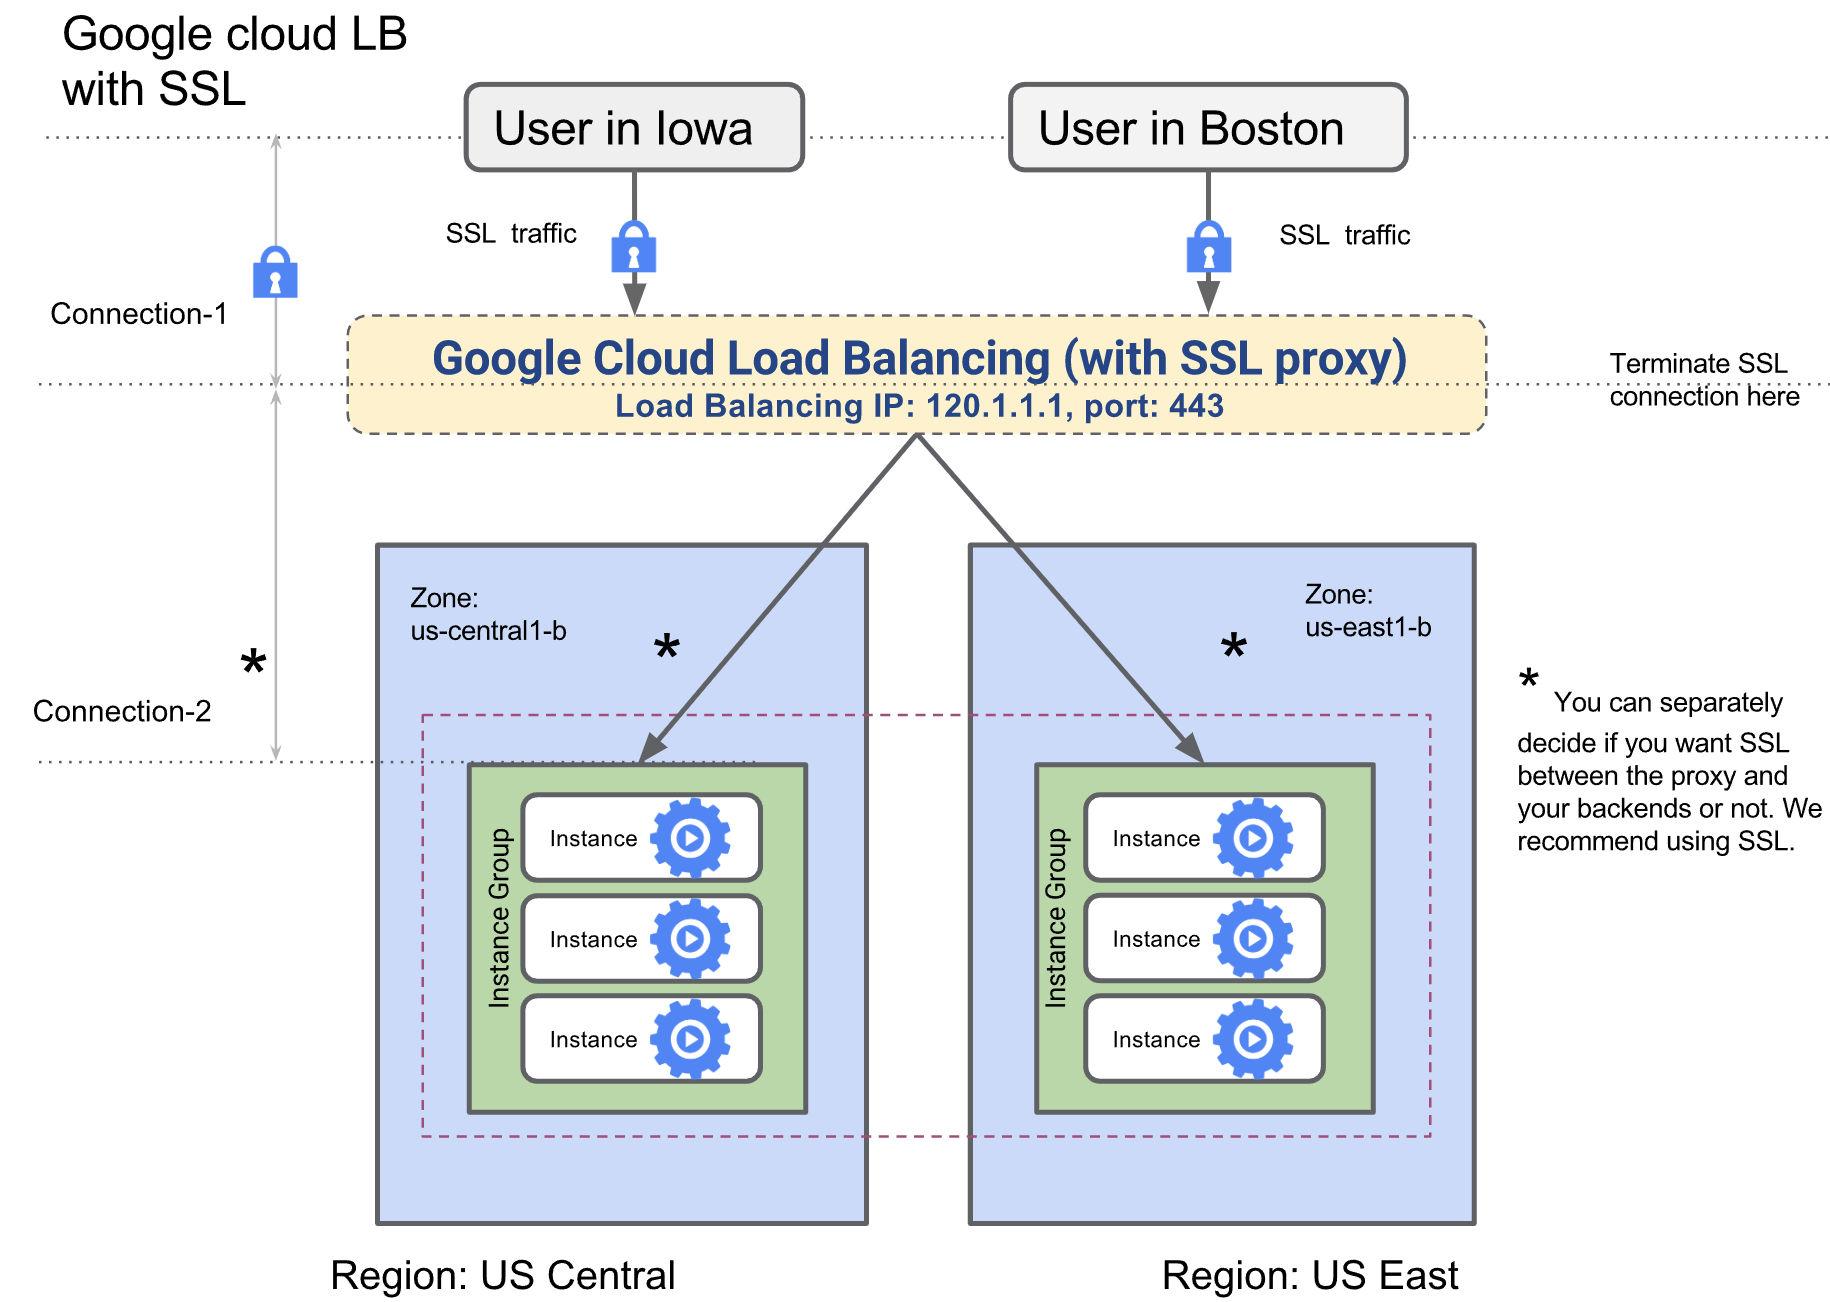 Google cloud LB
with SSL
User in Iowa
User in Boston
SSL traffic
SSL traffic
Connection-1
Google Cloud Load Balancing (with SSL proxy)
Load Balancing IP: 120.1.1.1, port: 443
Terminate SSL
connection here
Zone:
us-central1-b
*
Zone:
us-east1-b
*
*
Connection-2
* You can separately
decide if you want SSL
between the proxy and
your backends or not. We
recommend using SSL.
Instance Group
Instance
Instance
Instance
Instance Group
Instance
Instance
Instance
Region: US Central
Region: US East